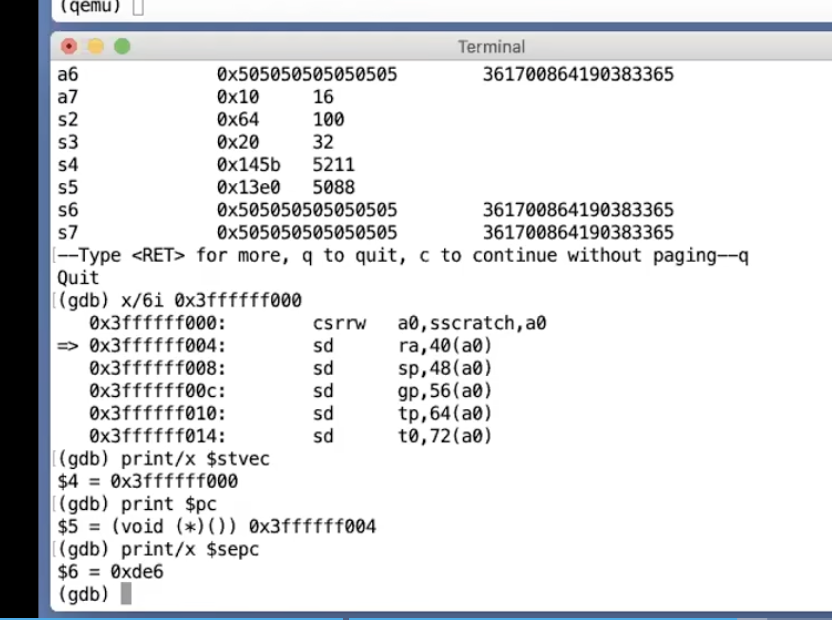 (qemu)
Terminal
a6 0x505050505050505 361700864190383365
a7 0x10 16
s2 0x64 100
s3 0x20 32
s4 0x145b 5211
s5 0x13e0 5088
s6 0x505050505050505 361700864190383365
s7 0x505050505050505 361700864190383365
--Type <RET> for more, q to quit, c to continue without paging--q
Quit
(gdb) x/6i 0x3ffffff000
0x3ffffff000: csrrw a0,sscratch,a0
=> 0x3ffffff004: sd ra,40(a0)
0x3ffffff008: sd sp,48(a0)
0x3ffffff00c: sd gp,56(a0)
0x3ffffff010: sd tp,64(a0)
0x3ffffff014: sd t0,72(a0)
(gdb) print/x $stvec
$4 = 0x3ffffff000
(gdb) print $pc
$5 = (void (*)()) 0x3ffffff004
(gdb) print/x $sepc
$6 = 0xde6
(gdb)